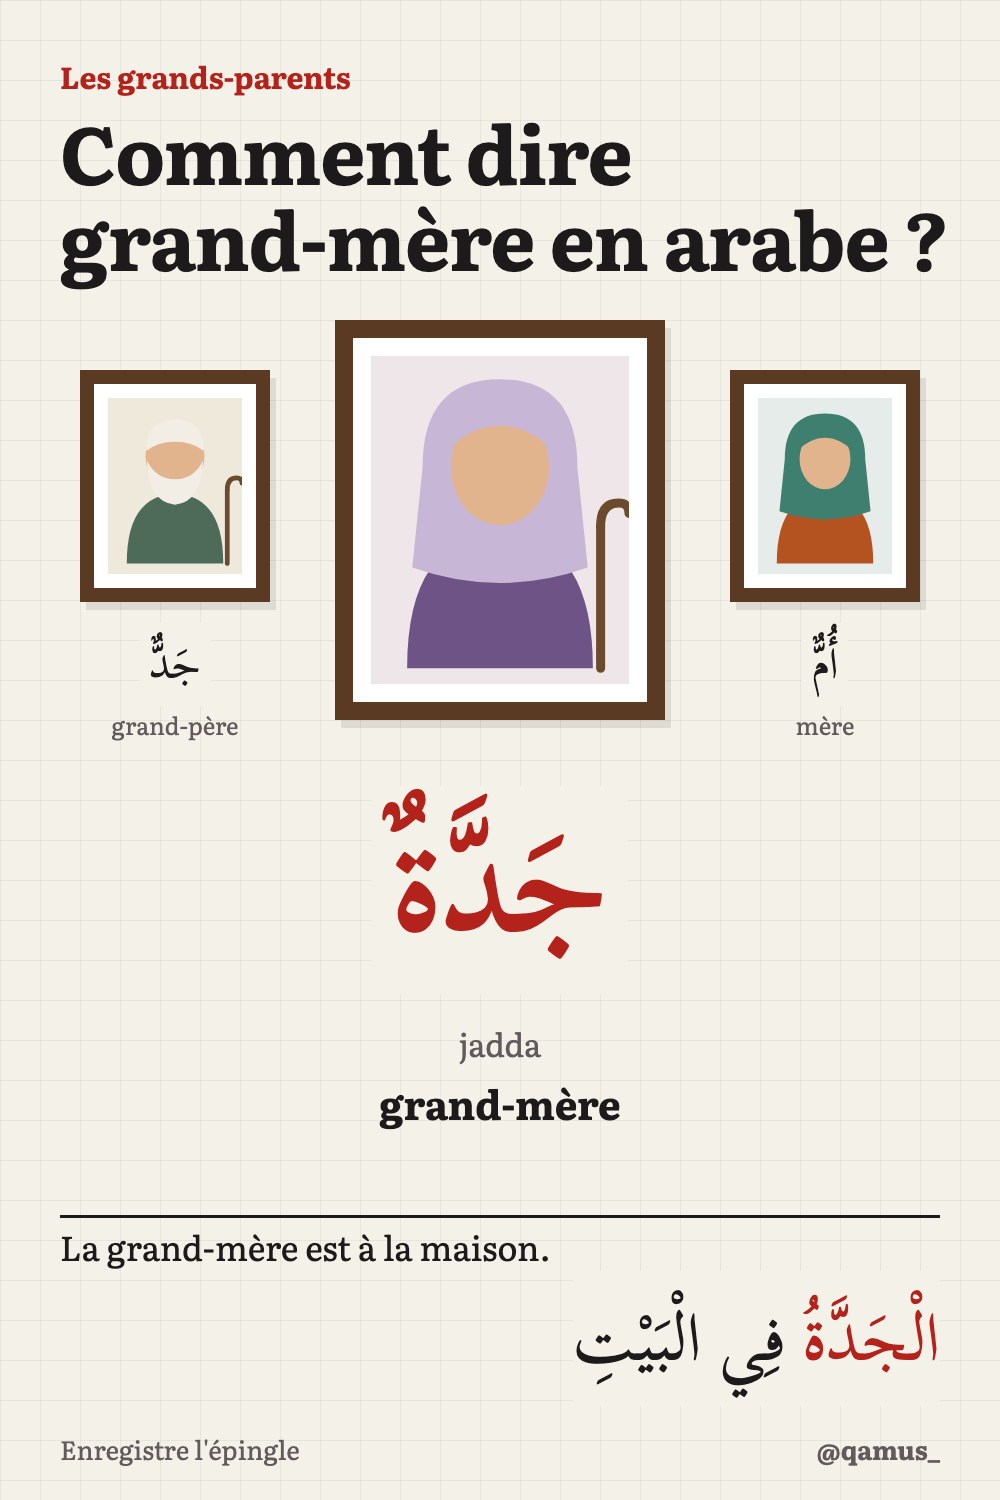 Les grands-parents
Comment dire
grand-mère en arabe ?
جَدٌّ
grand-père
أُمٌّ
mère
جَدَّةٌ
jadda
grand-mère
La grand-mère est à la maison.
الْجَدَّةُ فِي الْبَيْتِ
Enregistre l'épingle
@qamus_